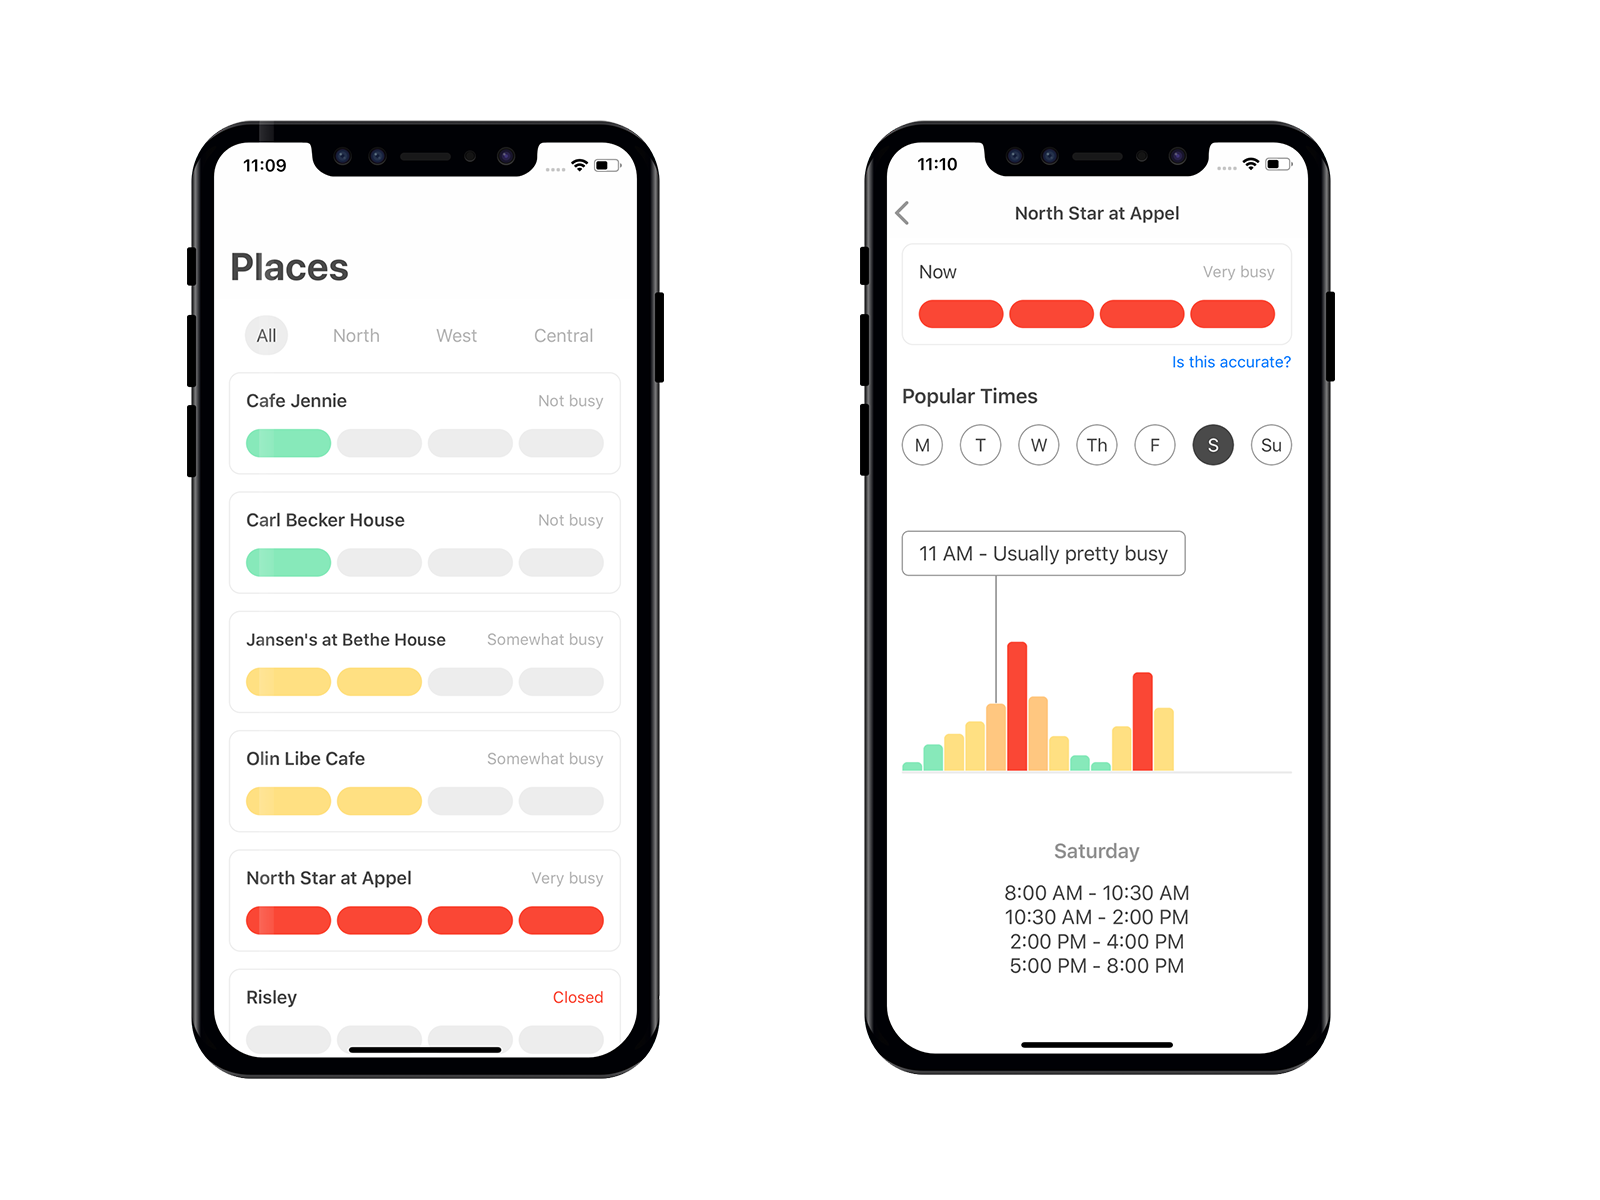 11:09
Places
All North West Central
Cafe Jennie Not busy
Carl Becker House Not busy
Jansen's at Bethe House Somewhat busy
Olin Libe Cafe Somewhat busy
North Star at Appel Very busy
Risley Closed
11:10
North Star at Appel
Now Very busy
Is this accurate?
Popular Times
M T W Th F S Su
11 AM - Usually pretty busy
Saturday
8:00 AM - 10:30 AM
10:30 AM - 2:00 PM
2:00 PM - 4:00 PM
5:00 PM - 8:00 PM